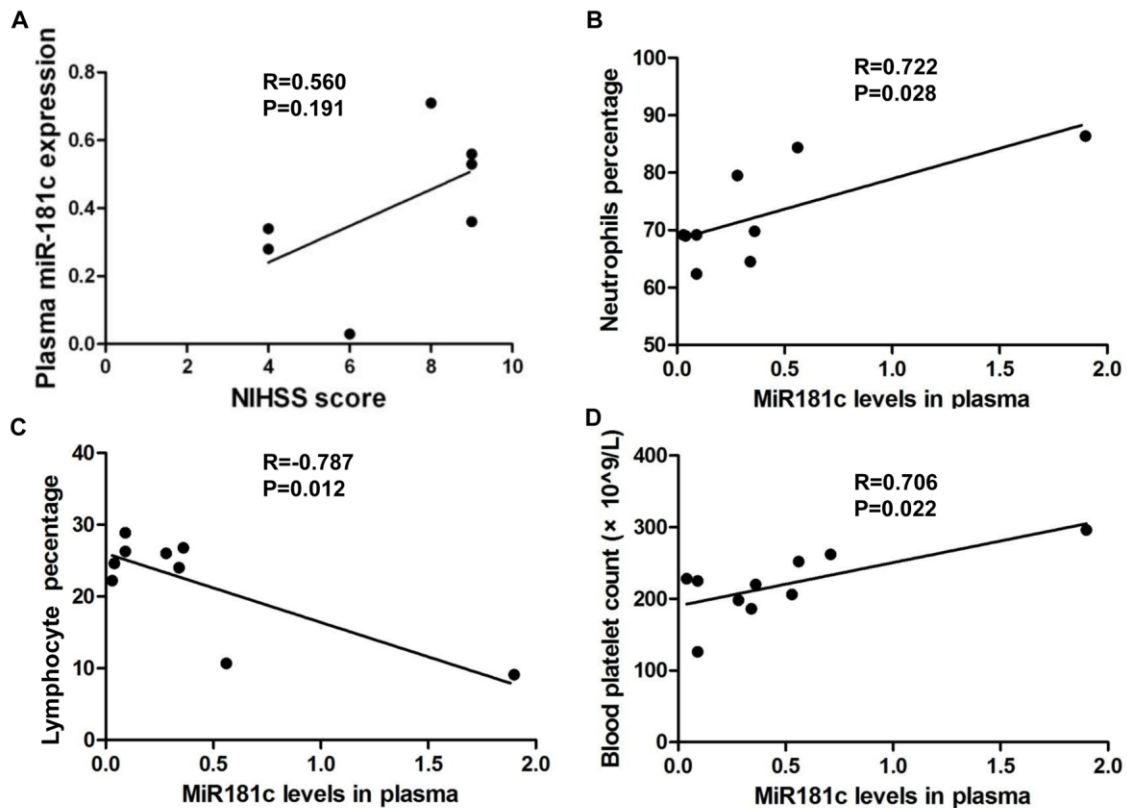 A
Plasma miR-181c expression
0.8
0.6
0.4
0.2
0.0
R=0.560
P=0.191
0 2 4 6 8 10
NIHSS score
B
Neutrophils percentage
100
90
80
70
60
50
R=0.722
P=0.028
0.0 0.5 1.0 1.5 2.0
MiR181c levels in plasma
C
Lymphocyte pecentage
40
30
20
10
0
R=-0.787
P=0.012
0.0 0.5 1.0 1.5 2.0
MiR181c levels in plasma
D
Blood platelet count (× 10^9/L)
400
300
200
100
0
R=0.706
P=0.022
0.0 0.5 1.0 1.5 2.0
MiR181c levels in plasma